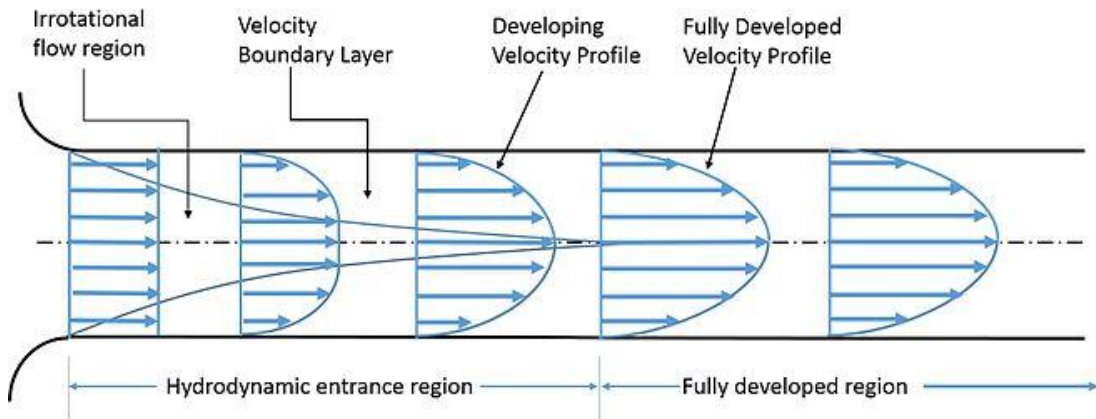 Irrotational
flow region
Velocity
Boundary Layer
Developing
Velocity Profile
Fully Developed
Velocity Profile
Hydrodynamic entrance region
Fully developed region